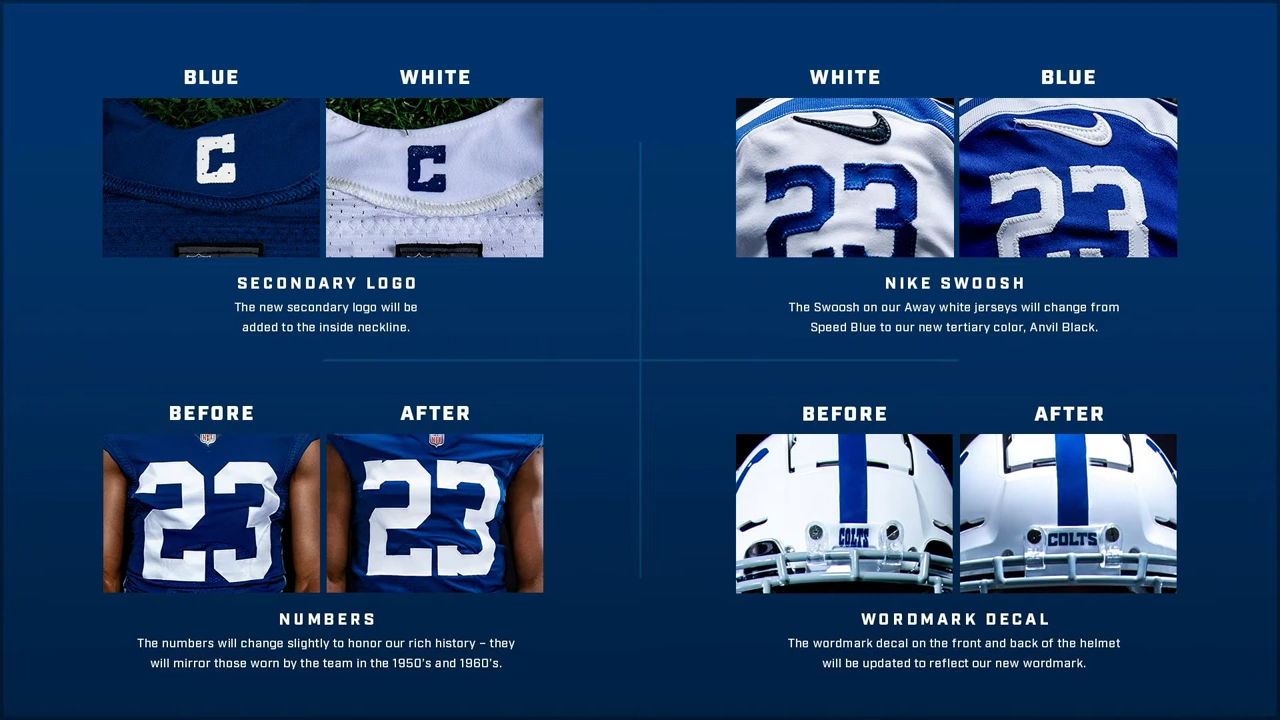 BLUE
WHITE
C
C
SECONDARY LOGO
The new secondary logo will be
added to the inside neckline.
WHITE
BLUE
23
23
NIKE SWOOSH
The Swoosh on our Away white jerseys will change from
Speed Blue to our new tertiary color, Anvil Black.
BEFORE
AFTER
23
23
NUMBERS
The numbers will change slightly to honor our rich history – they
will mirror those worn by the team in the 1950's and 1960's.
BEFORE
AFTER
COLTS
COLTS
WORDMARK DECAL
The wordmark decal on the front and back of the helmet
will be updated to reflect our new wordmark.